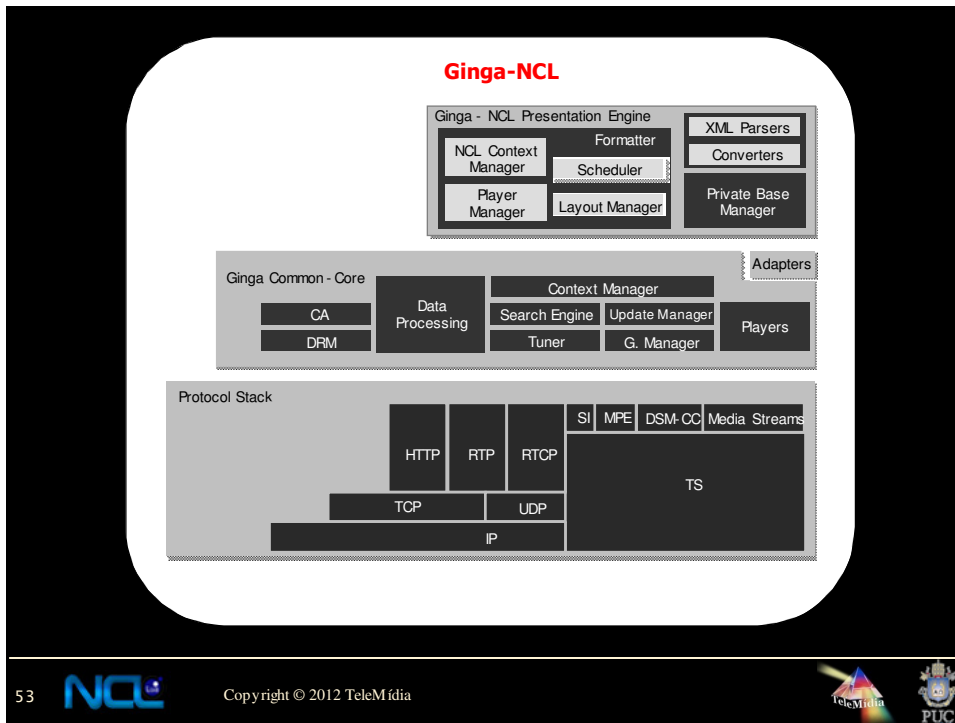 Ginga-NCL
Ginga - NCL Presentation Engine
Formatter
NCL Context
Manager
Scheduler
Player
Manager
Layout Manager
XML Parsers
Converters
Private Base
Manager
Adapters
Ginga Common - Core
CA
DRM
Data
Processing
Context Manager
Search Engine
Update Manager
Tuner
G. Manager
Players
Protocol Stack
HTTP
RTP
RTCP
SI
MPE
DSM-CC
Media Streams
TS
TCP
UDP
IP
53
NCL
Copyright © 2012 TeleMídia
TeleMídia
PUC